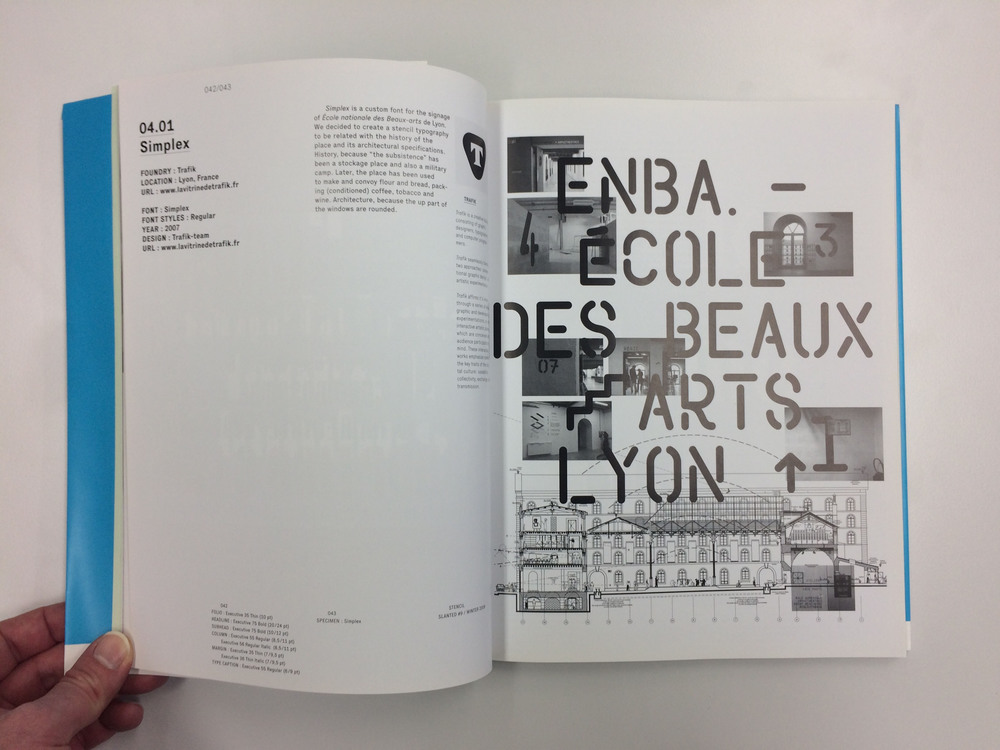 042/043
04.01
Simplex
FOUNDRY : Trafik
LOCATION : Lyon, France
URL : www.lavitrinedetrafik.fr
FONT : Simplex
FONT STYLES : Regular
YEAR : 2007
DESIGN : Trafik-team
URL : www.lavitrinedetrafik.fr
Simplex is a custom font for the signage
of École nationale des Beaux-arts de Lyon.
We decided to create a stencil typography
to be related with the history of the
place and its architectural specifications.
History, because "the subsistence" has
been a stockage place and also a military
camp. Later, the place has been used
to make and convoy flour and bread, pack-
ing (conditioned) coffee, tobacco and
wine. Architecture, because the up part of
the windows are rounded.
T
TRAFIK
042
FOLIO : Executive 35 Thin (10 pt)
HEADLINE : Executive 75 Bold (20/24 pt)
SUBHEAD : Executive 75 Bold (10/12 pt)
COLUMN : Executive 55 Regular (8,5/11 pt)
Executive 56 Regular Italic (8,5/11 pt)
MARGIN : Executive 35 Thin (7/9,5 pt)
Executive 36 Thin Italic (7/9,5 pt)
TYPE CAPTION : Executive 55 Regular (6/9 pt)
043
SPECIMEN : Simplex
STENCIL
SLANTED #6 / WINTER
ENBA. –
ÉCOLE
DES BEAUX
ARTS
LYON ↑
4
3
07
1